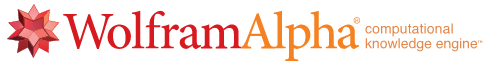 WolframAlpha® computational
knowledge engine™